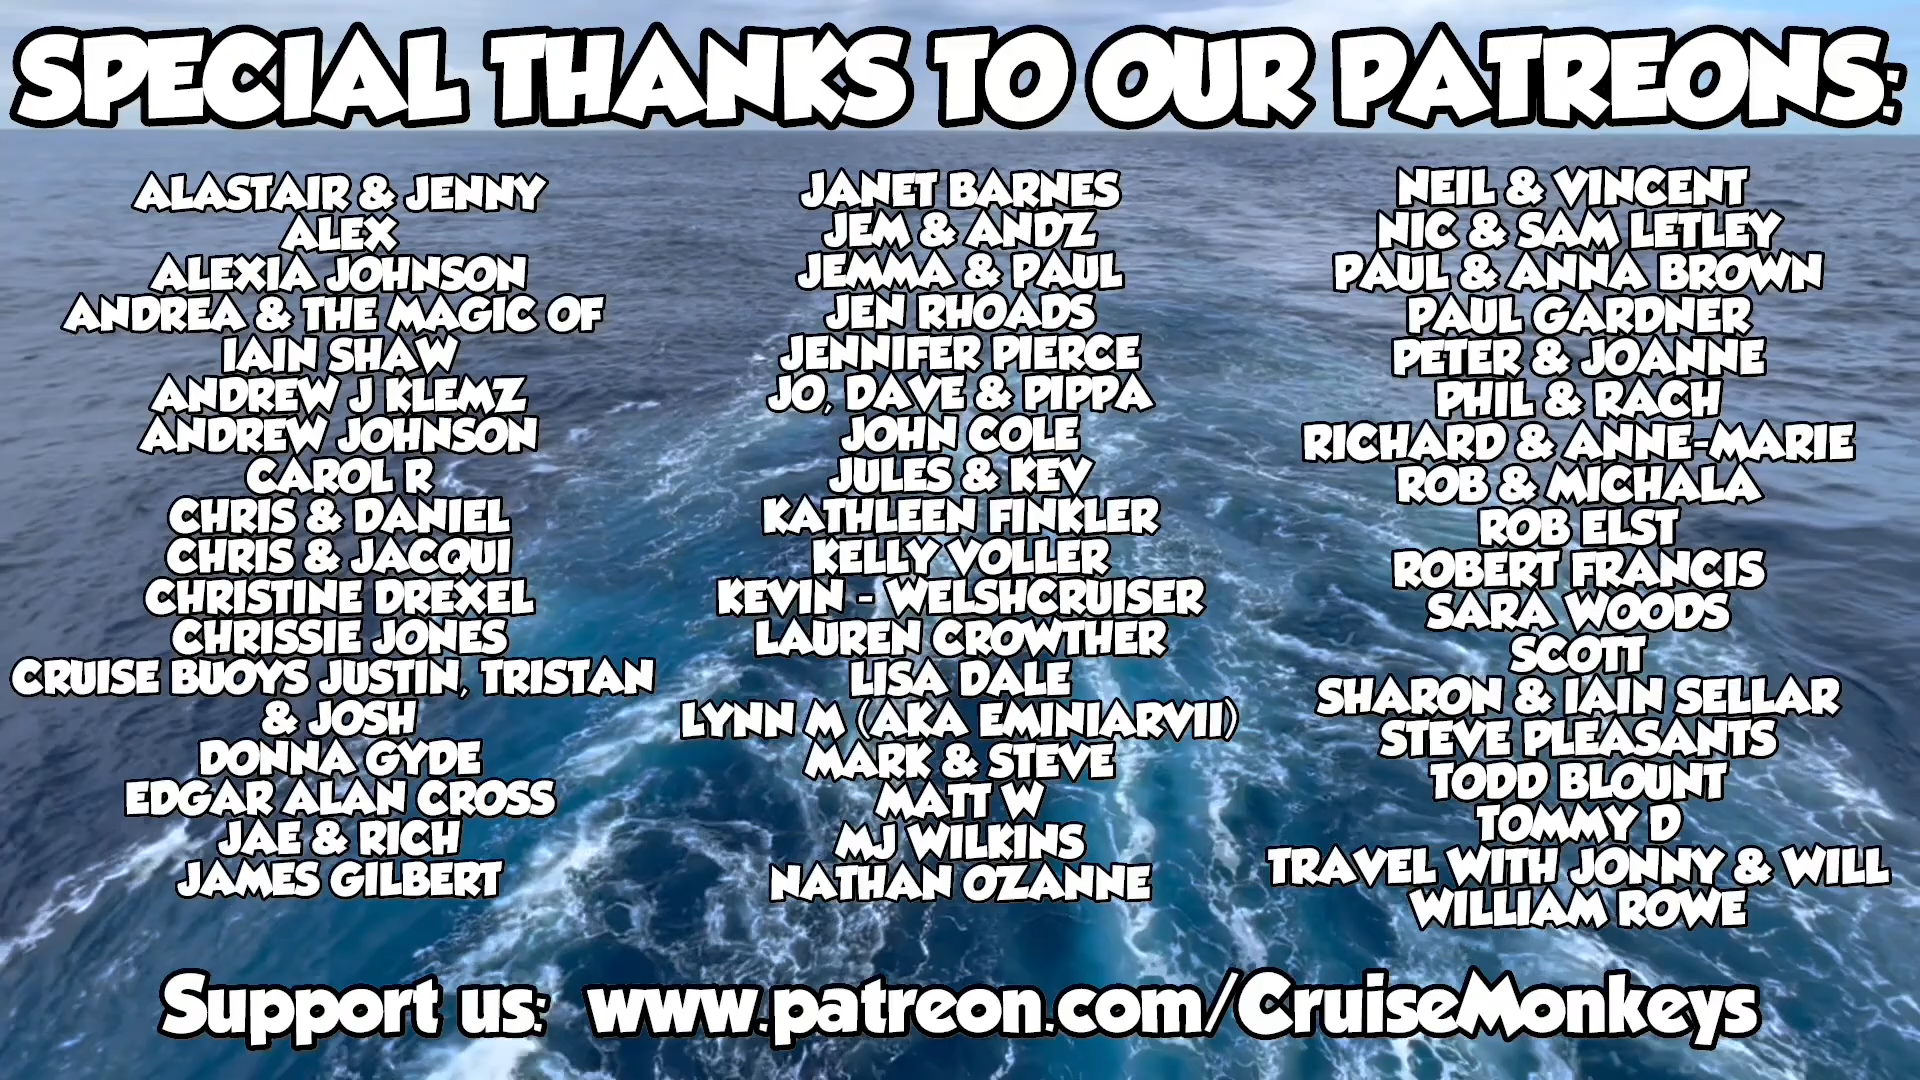 SPECIAL THANKS TO OUR PATREONS:
ALASTAIR & JENNY
ALEX
ALEXIA JOHNSON
ANDREA & THE MAGIC OF
IAIN SHAW
ANDREW J KLEMZ
ANDREW JOHNSON
CAROL R
CHRIS & DANIEL
CHRIS & JACQUI
CHRISTINE DREXEL
CHRISSIE JONES
CRUISE BUOYS JUSTIN, TRISTAN
& JOSH
DONNA GYDE
EDGAR ALAN CROSS
JAE & RICH
JAMES GILBERT
JANET BARNES
JEM & ANDZ
JEMMA & PAUL
JEN RHOADS
JENNIFER PIERCE
JO, DAVE & PIPPA
JOHN COLE
JULES & KEV
KATHLEEN FINKLER
KELLY VOLLER
KEVIN - WELSHCRUISER
LAUREN CROWTHER
LISA DALE
LYNN M (AKA EMINIARVII)
MARK & STEVE
MATT W
MJ WILKINS
NATHAN OZANNE
NEIL & VINCENT
NIC & SAM LETLEY
PAUL & ANNA BROWN
PAUL GARDNER
PETER & JOANNE
PHIL & RACH
RICHARD & ANNE-MARIE
ROB & MICHALA
ROB ELST
ROBERT FRANCIS
SARA WOODS
SCOTT
SHARON & IAIN SELLAR
STEVE PLEASANTS
TODD BLOUNT
TOMMY D
TRAVEL WITH JONNY & WILL
WILLIAM ROWE
Support us: www.patreon.com/CruiseMonkeys